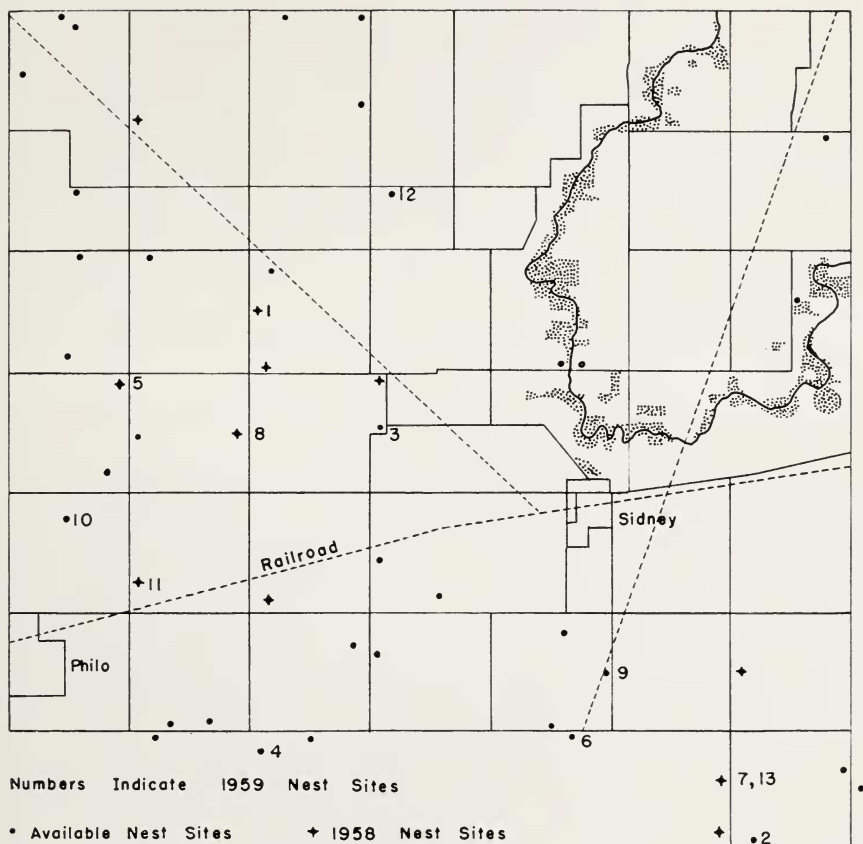 12
1
5
8
3
10
Sidney
Railroad
11
Philo
9
4
6
Numbers Indicate 1959 Nest Sites
7,13
• Available Nest Sites ✦ 1958 Nest Sites
2